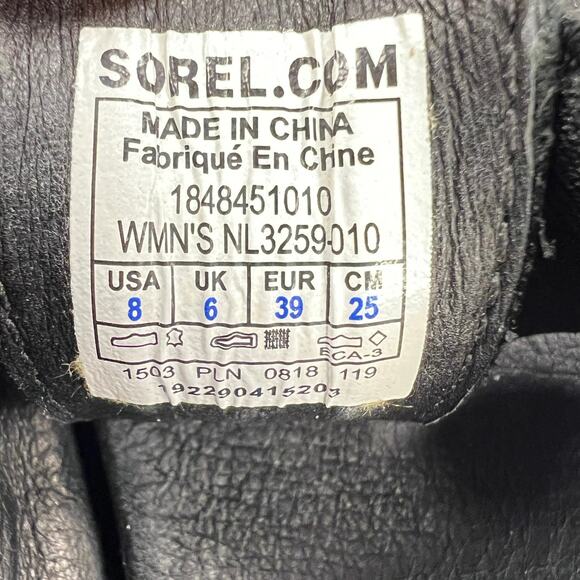 SOREL.COM
MADE IN CHINA
Fabriqué En Chine
1848451010
WMN'S NL3259-010
USA UK EUR CM
8 6 39 25
ECA-3
1503 PLN 0818 119
192290415203